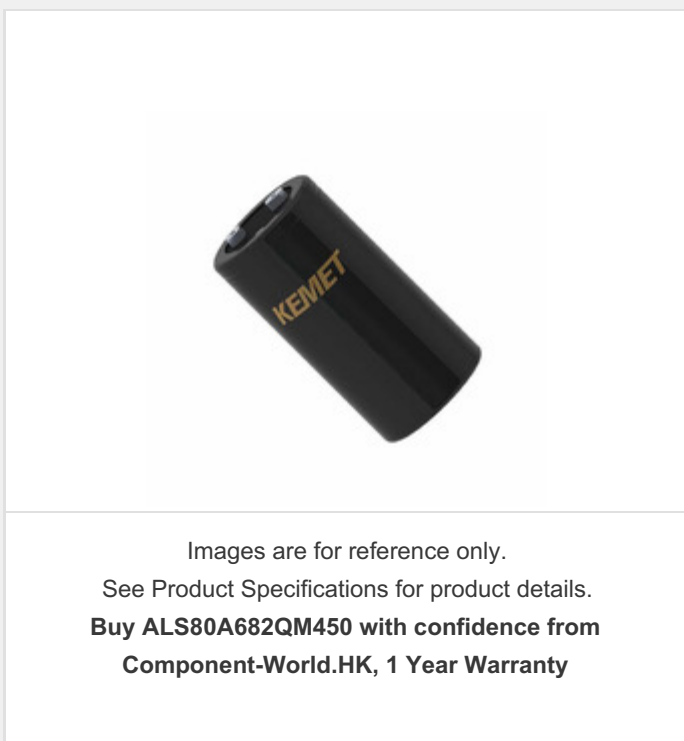 KEMET
Images are for reference only.
See Product Specifications for product details.
Buy ALS80A682QM450 with confidence from
Component-World.HK, 1 Year Warranty